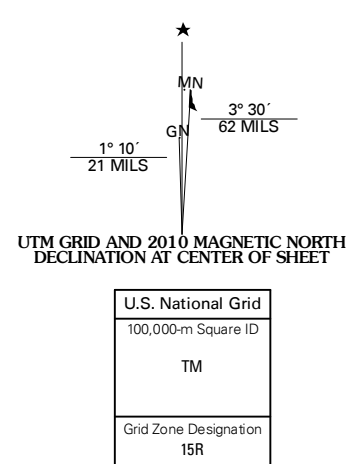 MN
GN
3° 30´
62 MILS
1° 10´
21 MILS
UTM GRID AND 2010 MAGNETIC NORTH
DECLINATION AT CENTER OF SHEET
U.S. National Grid
100,000-m Square ID
TM
Grid Zone Designation
15R